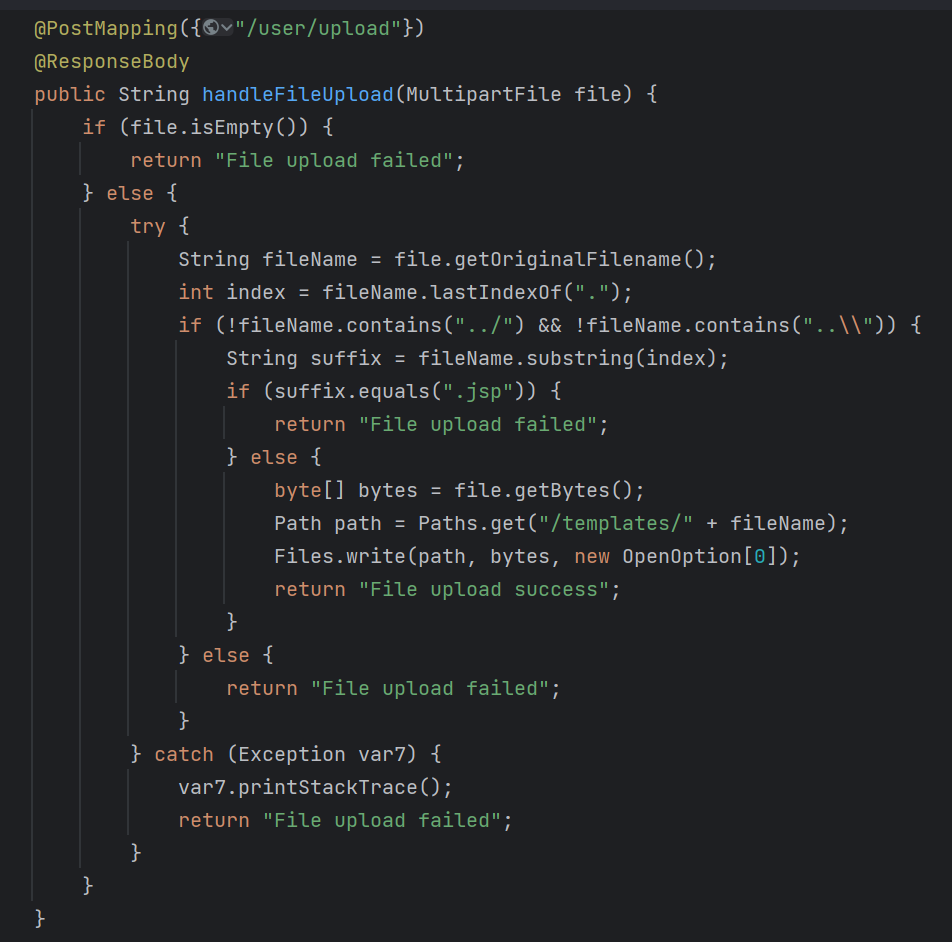 @PostMapping({"/user/upload"})
@ResponseBody
public String handleFileUpload(MultipartFile file) {
    if (file.isEmpty()) {
        return "File upload failed";
    } else {
        try {
            String fileName = file.getOriginalFilename();
            int index = fileName.lastIndexOf(".");
            if (!fileName.contains("../") && !fileName.contains("..\\")) {
                String suffix = fileName.substring(index);
                if (suffix.equals(".jsp")) {
                    return "File upload failed";
                } else {
                    byte[] bytes = file.getBytes();
                    Path path = Paths.get("/templates/" + fileName);
                    Files.write(path, bytes, new OpenOption[0]);
                    return "File upload success";
                }
            } else {
                return "File upload failed";
            }
        } catch (Exception var7) {
            var7.printStackTrace();
            return "File upload failed";
        }
    }
}